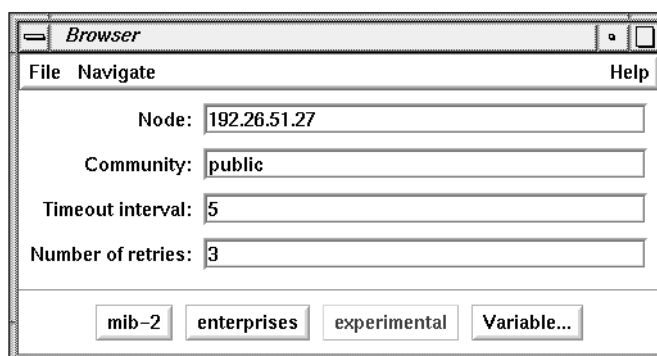 Browser
File Navigate Help
Node: 192.26.51.27
Community: public
Timeout interval: 5
Number of retries: 3
mib-2 enterprises experimental Variable...